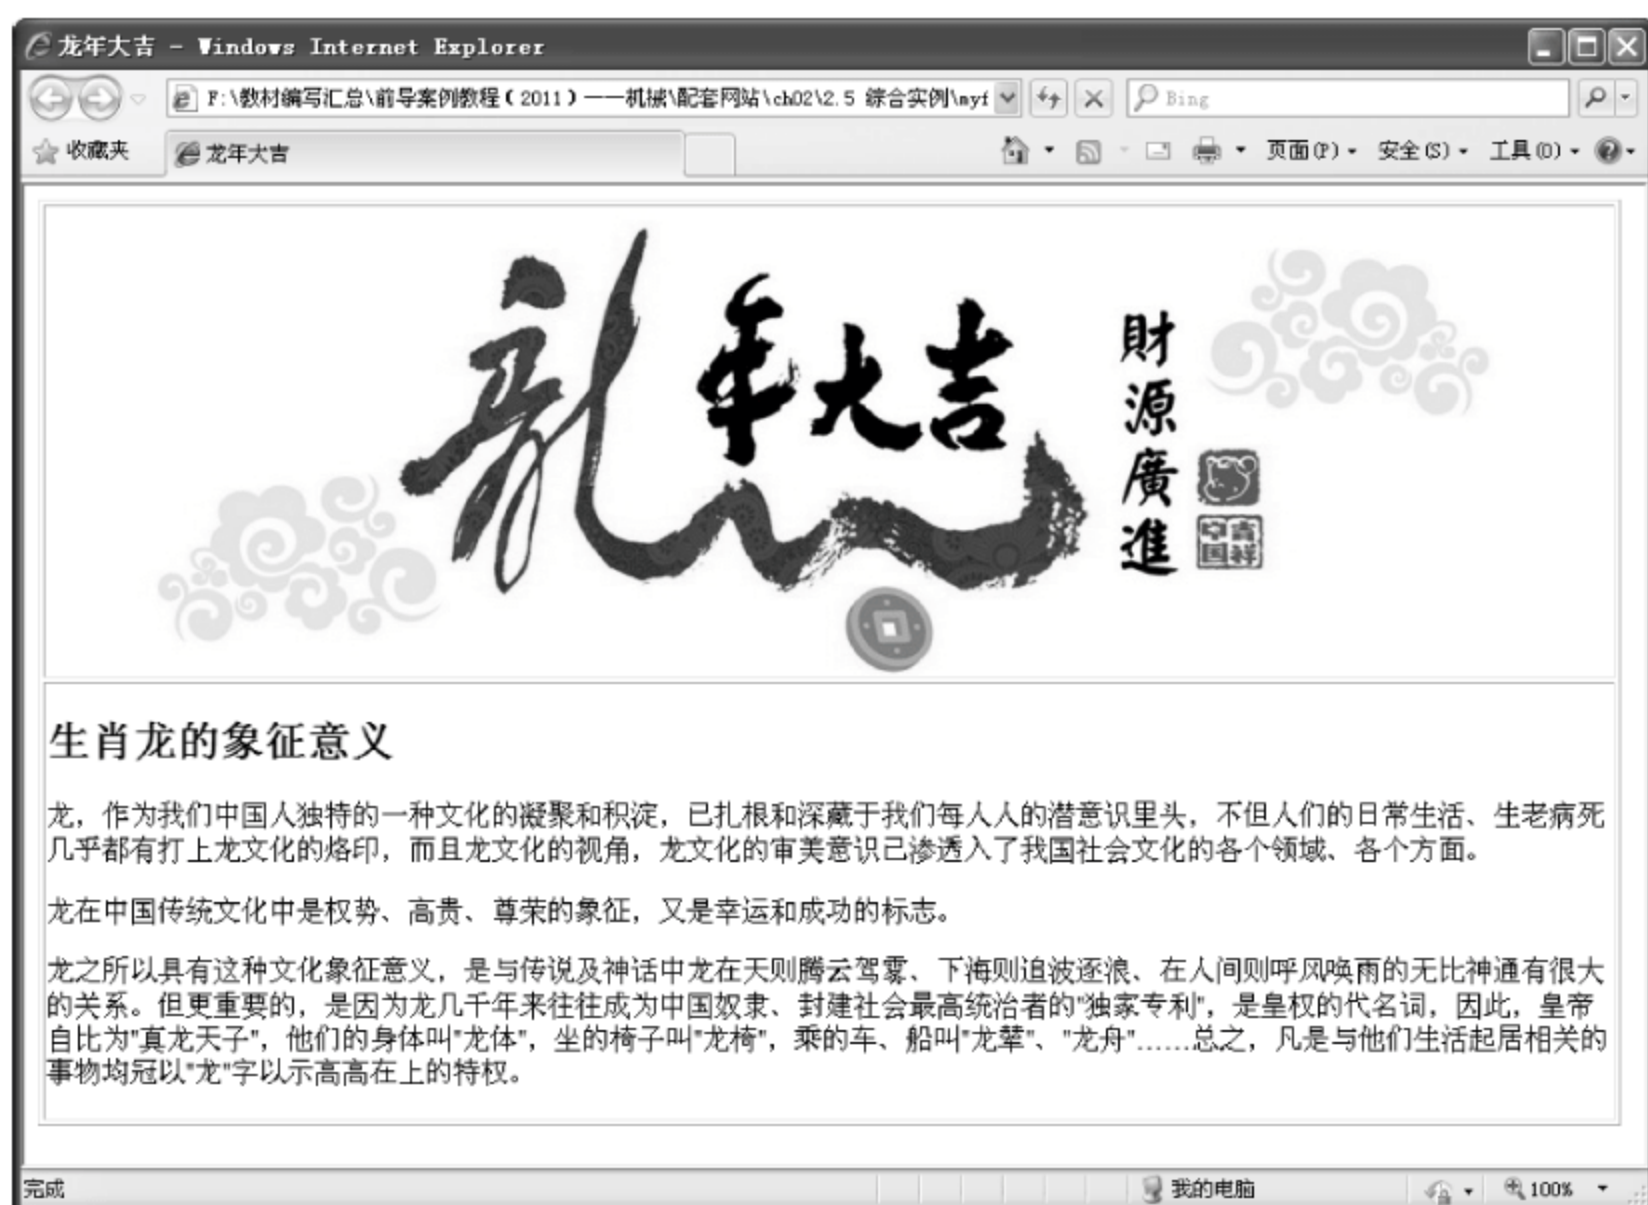 龙年大吉 - Windows Internet Explorer
F:\教材编写汇总\前导案例教程（2011）——机械\配套网站\ch02\2.5 综合实例\myf
Bing
收藏夹
龙年大吉
页面(P)
安全(S)
工具(O)
龍年大吉
財源廣進
中国
吉祥
生肖龙的象征意义
龙，作为我们中国人独特的一种文化的凝聚和积淀，已扎根和深藏于我们每人人的潜意识里头，不但人们的日常生活、生老病死
几乎都有打上龙文化的烙印，而且龙文化的视角，龙文化的审美意识已渗透入了我国社会文化的各个领域、各个方面。
龙在中国传统文化中是权势、高贵、尊荣的象征，又是幸运和成功的标志。
龙之所以具有这种文化象征意义，是与传说及神话中龙在天则腾云驾雾、下海则追波逐浪、在人间则呼风唤雨的无比神通有很大
的关系。但更重要的，是因为龙几千年来往往成为中国奴隶、封建社会最高统治者的"独家专利"，是皇权的代名词，因此，皇帝
自比为"真龙天子"，他们的身体叫"龙体"，坐的椅子叫"龙椅"，乘的车、船叫"龙辇"、"龙舟"……总之，凡是与他们生活起居相关的
事物均冠以"龙"字以示高高在上的特权。
完成
我的电脑
100%